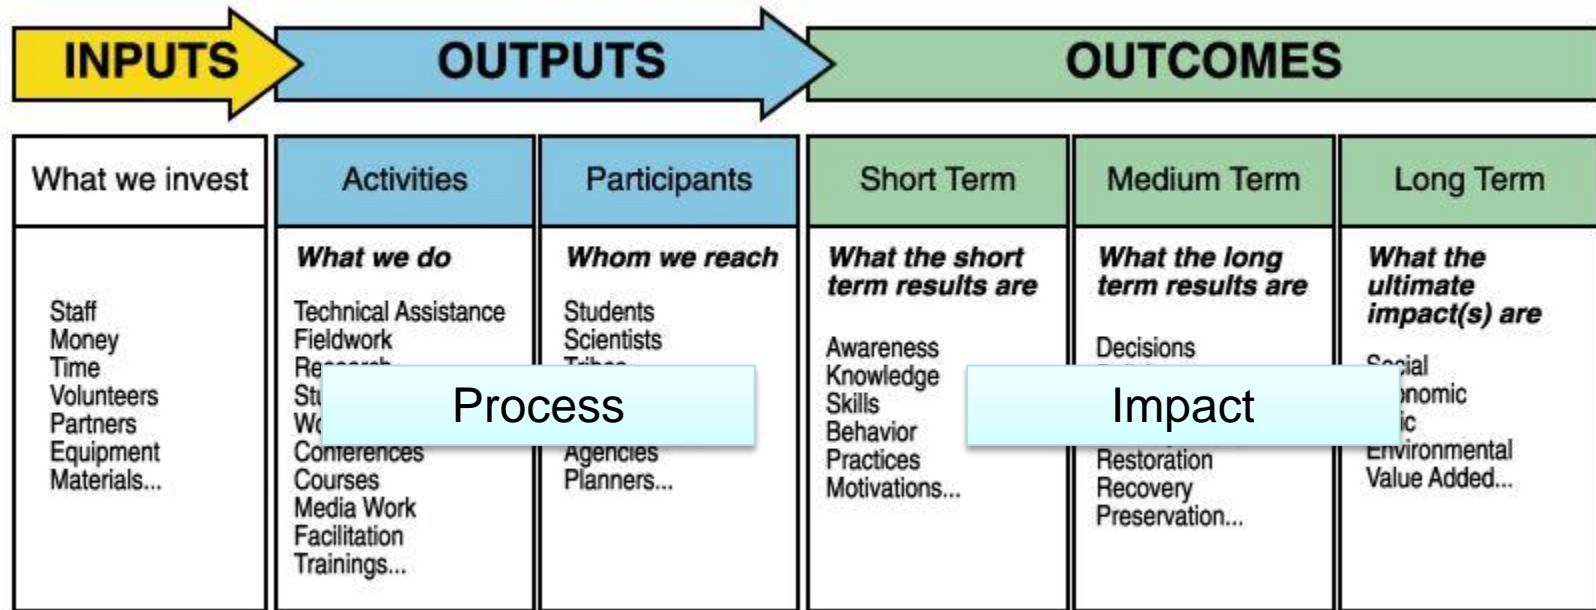 INPUTS
OUTPUTS
OUTCOMES
What we invest
Staff
Money
Time
Volunteers
Partners
Equipment
Materials...
Activities
What we do
Technical Assistance
Fieldwork
Conferences
Courses
Media Work
Facilitation
Trainings...
Participants
Whom we reach
Students
Scientists
Agencies
Planners...
Process
Short Term
What the short
term results are
Awareness
Knowledge
Skills
Behavior
Practices
Motivations...
Medium Term
What the long
term results are
Decisions
Restoration
Recovery
Preservation...
Long Term
What the
ultimate
impact(s) are
Social
Environmental
Value Added...
Impact